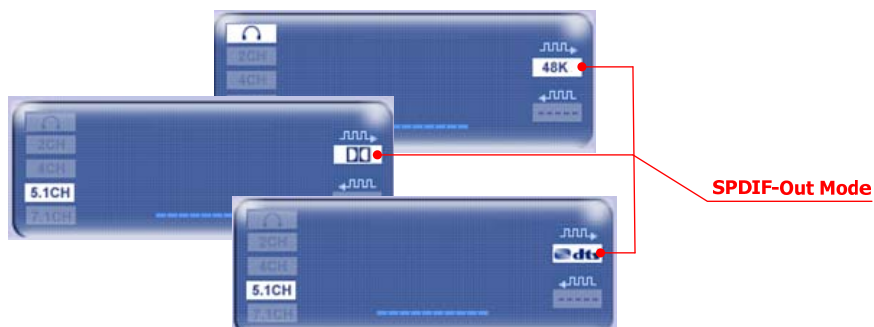 2CH
4CH
48K
-----
2CH
4CH
5.1CH
7.1CH
SPDIF-Out Mode
2CH
4CH
5.1CH
7.1CH
dts
-----